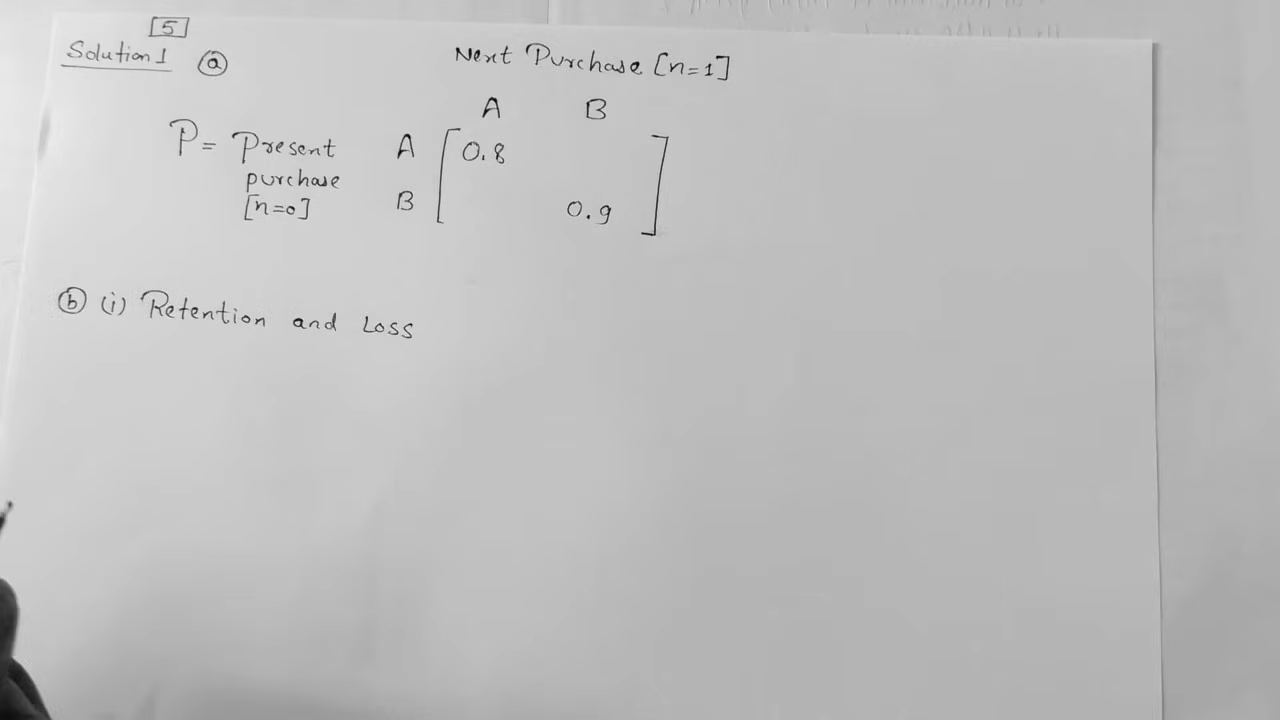 [5]
Solution 1 (a) Next Purchase [n=1]
A B
P = Present A [ 0.8 ]
purchase
[n=0] B 0.9
(b) (i) Retention and Loss